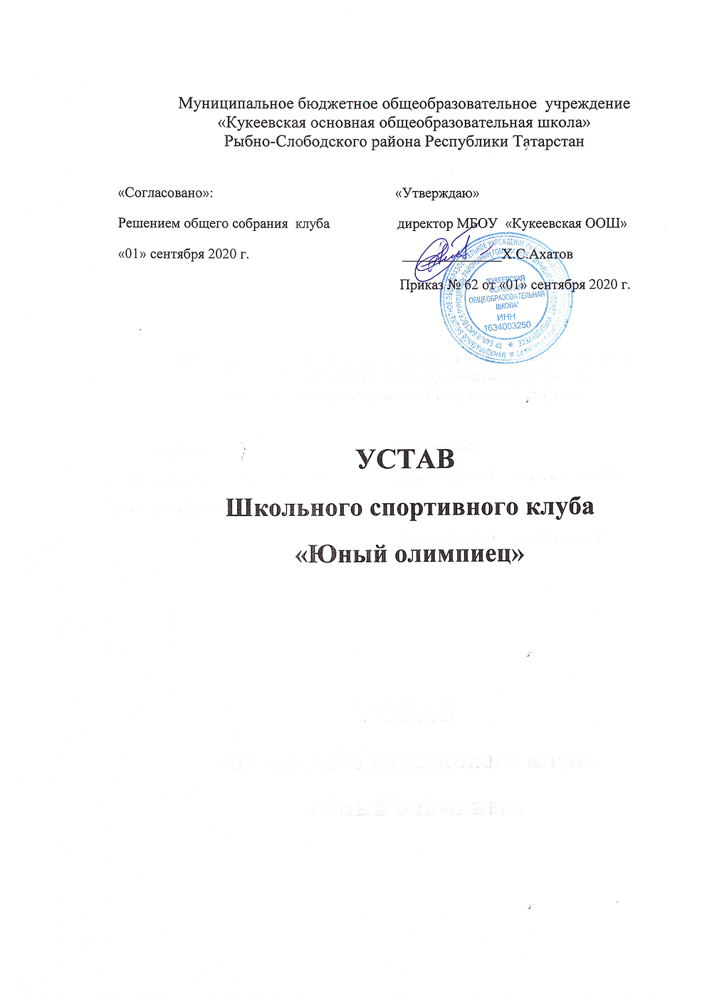 Муниципальное бюджетное общеобразовательное учреждение
«Кукеевская основная общеобразовательная школа»
Рыбно-Слободского района Республики Татарстан
«Согласовано»:
Решением общего собрания клуба
«01» сентября 2020 г.
«Утверждаю»
директор МБОУ «Кукеевская ООШ»
______________Х.С.Ахатов
Приказ № 62 от «01» сентября 2020 г.
"КУКЕЕВСКАЯ
ОСНОВНАЯ
ОБЩЕОБРАЗОВАТЕЛЬНАЯ
ШКОЛА"
ИНН
1634003250
УСТАВ
Школьного спортивного клуба
«Юный олимпиец»